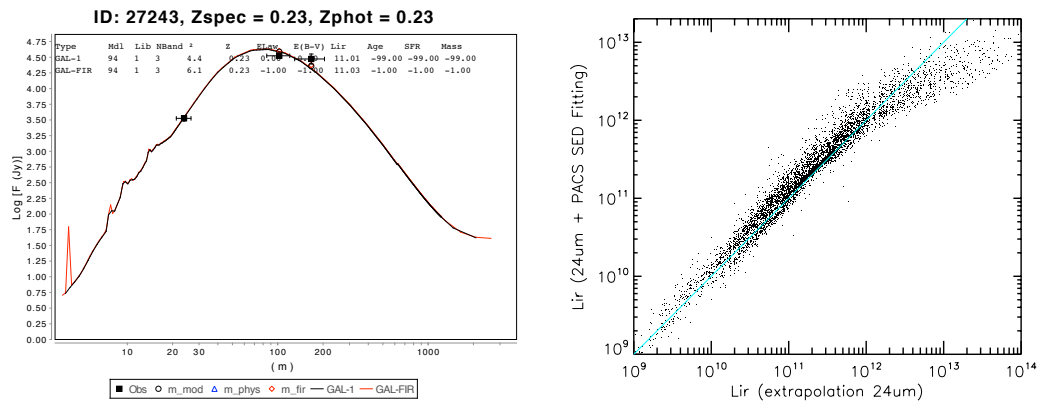 ID: 27243, Zspec = 0.23, Zphot = 0.23
Type Mdl Lib NBand ² Z ELaw E(B-V) Lir Age SFR Mass
GAL-1 94 1 3 4.4 0.23 11.01 -99.00 -99.00 -99.00
GAL-FIR 94 1 3 6.1 0.23 -1.00 -1.00 11.03 -1.00 -1.00 -1.00
Log [F (Jy)]
4.75
4.50
4.25
4.00
3.75
3.50
3.25
3.00
2.75
2.50
2.25
2.00
1.75
1.50
1.25
1.00
0.75
0.50
0.25
0.00
10 20 30 100 200 1000
( m )
Obs m_mod m_phys m_fir GAL-1 GAL-FIR
Lir (24um + PACS SED Fitting)
10^13
10^12
10^11
10^10
10^9
10^9 10^10 10^11 10^12 10^13 10^14
Lir (extrapolation 24um)